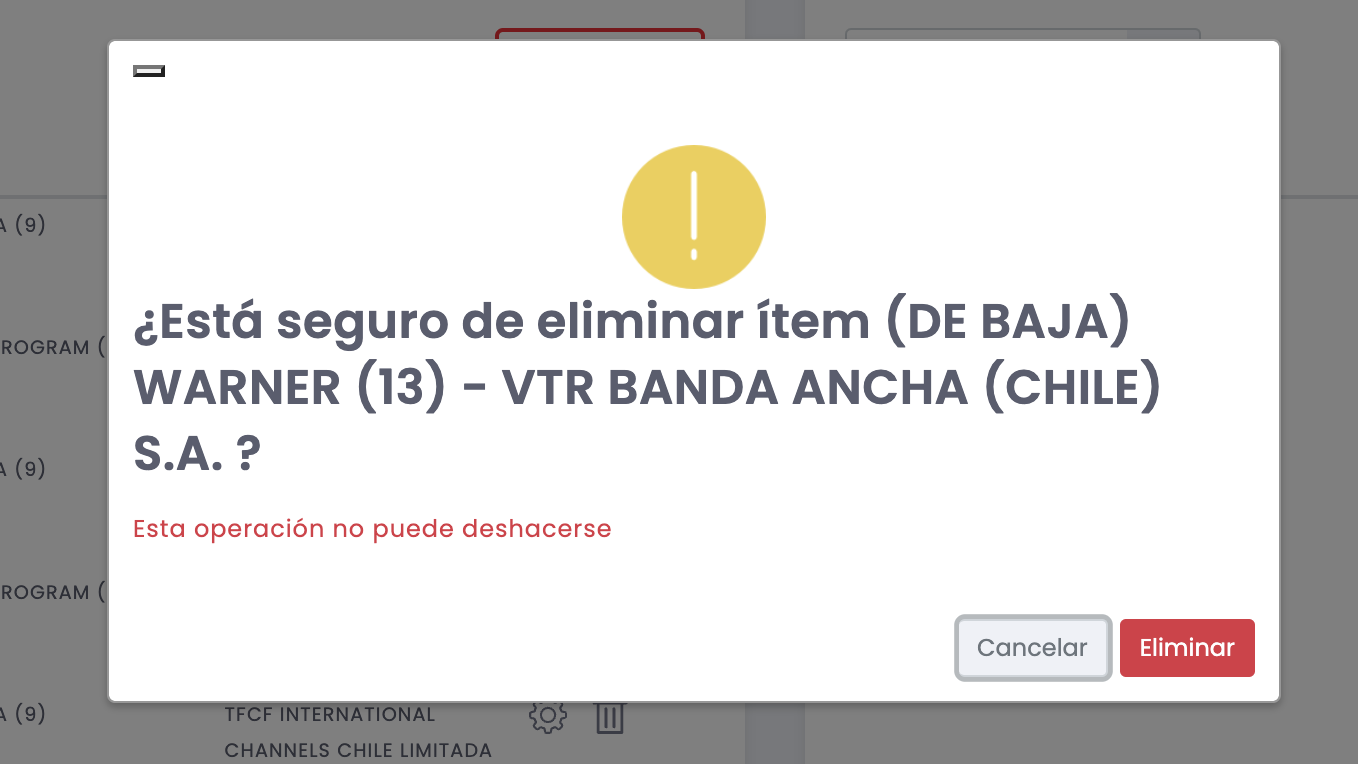 ¿Está seguro de eliminar ítem (DE BAJA)
WARNER (13) - VTR BANDA ANCHA (CHILE)
S.A. ?
Esta operación no puede deshacerse
Cancelar
Eliminar
A (9)
ROGRAM (
A (9)
ROGRAM (
A (9)
TFCF INTERNATIONAL
CHANNELS CHILE LIMITADA